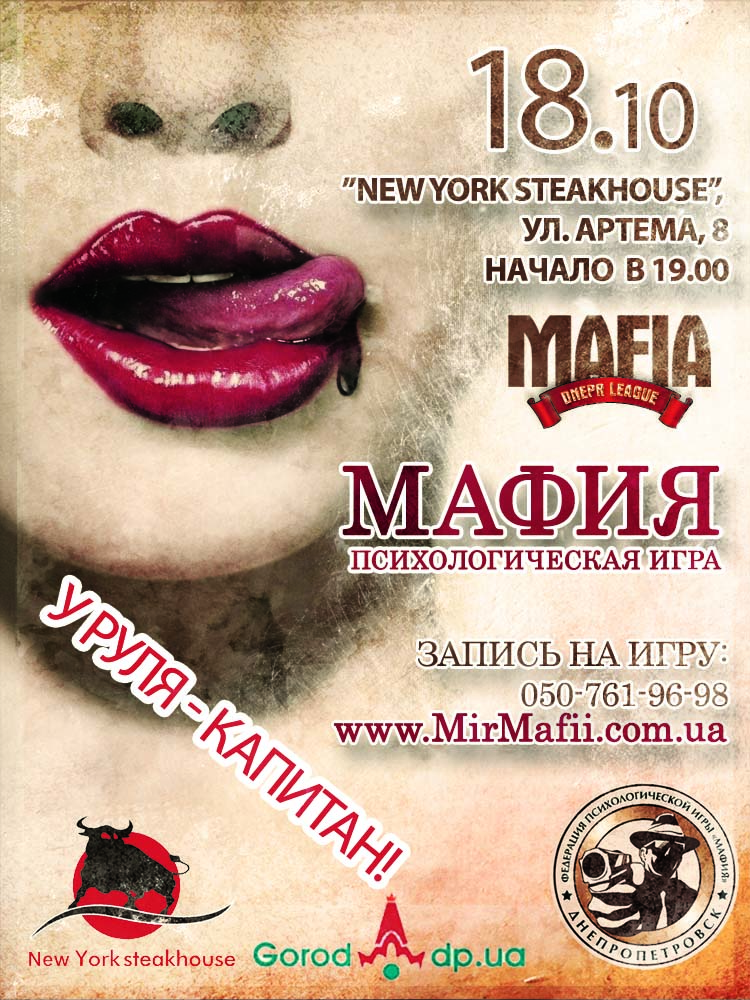 18.10
"NEW YORK STEAKHOUSE",
УЛ. АРТЕМА, 8
НАЧАЛО В 19.00
MAFIA
DNEPR LEAGUE
МАФИЯ
ПСИХОЛОГИЧЕСКАЯ ИГРА
У РУЛЯ - КАПИТАН!
ЗАПИСЬ НА ИГРУ:
050-761-96-98
www.MirMafii.com.ua
New York steakhouse
Gorod dp.ua
ФЕДЕРАЦИЯ ПСИХОЛОГИЧЕСКОЙ ИГРЫ «МАФИЯ»
ДНЕПРОПЕТРОВСК